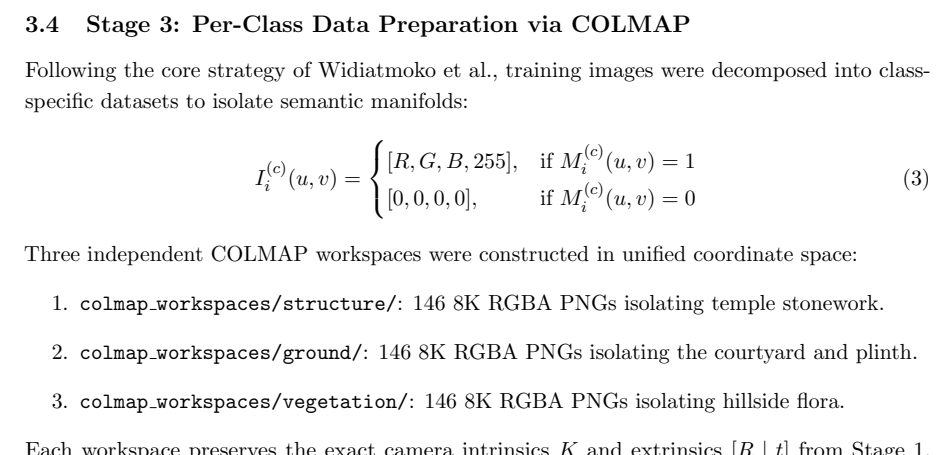 3.4 Stage 3: Per-Class Data Preparation via COLMAP
Following the core strategy of Widiatmoko et al., training images were decomposed into class-
specific datasets to isolate semantic manifolds:
I_i^{(c)}(u, v) = { [R, G, B, 255], if M_i^{(c)}(u, v) = 1
[0, 0, 0, 0], if M_i^{(c)}(u, v) = 0 (3)
Three independent COLMAP workspaces were constructed in unified coordinate space:
1. colmap_workspaces/structure/: 146 8K RGBA PNGs isolating temple stonework.
2. colmap_workspaces/ground/: 146 8K RGBA PNGs isolating the courtyard and plinth.
3. colmap_workspaces/vegetation/: 146 8K RGBA PNGs isolating hillside flora.
Each workspace preserves the exact camera intrinsics K and extrinsics [R | t] from Stage 1.